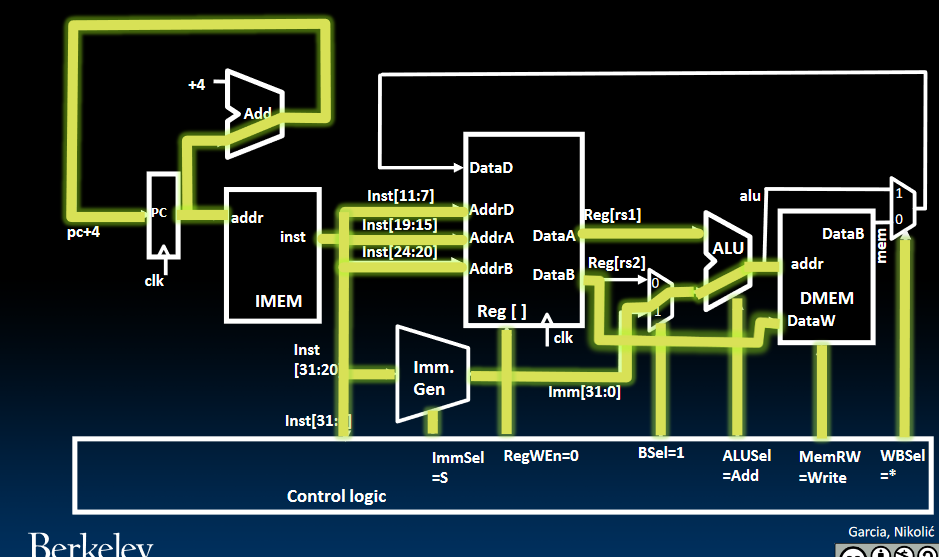 +4
Add
DataD
Inst[11:7]
alu
1
PC
addr
AddrD
Reg[rs1]
0
pc+4
Inst[19:15]
inst
AddrA
DataA
ALU
DataB
mem
Inst[24:20]
AddrB
DataB
Reg[rs2]
0
addr
clk
IMEM
Reg [ ]
1
DMEM
DataW
clk
Inst
[31:20
Imm.
Gen
Imm[31:0]
Inst[31:
ImmSel
=S
RegWEn=0
BSel=1
ALUSel
=Add
MemRW
=Write
WBSel
=*
Control logic
Garcia, Nikolić
Berkeley